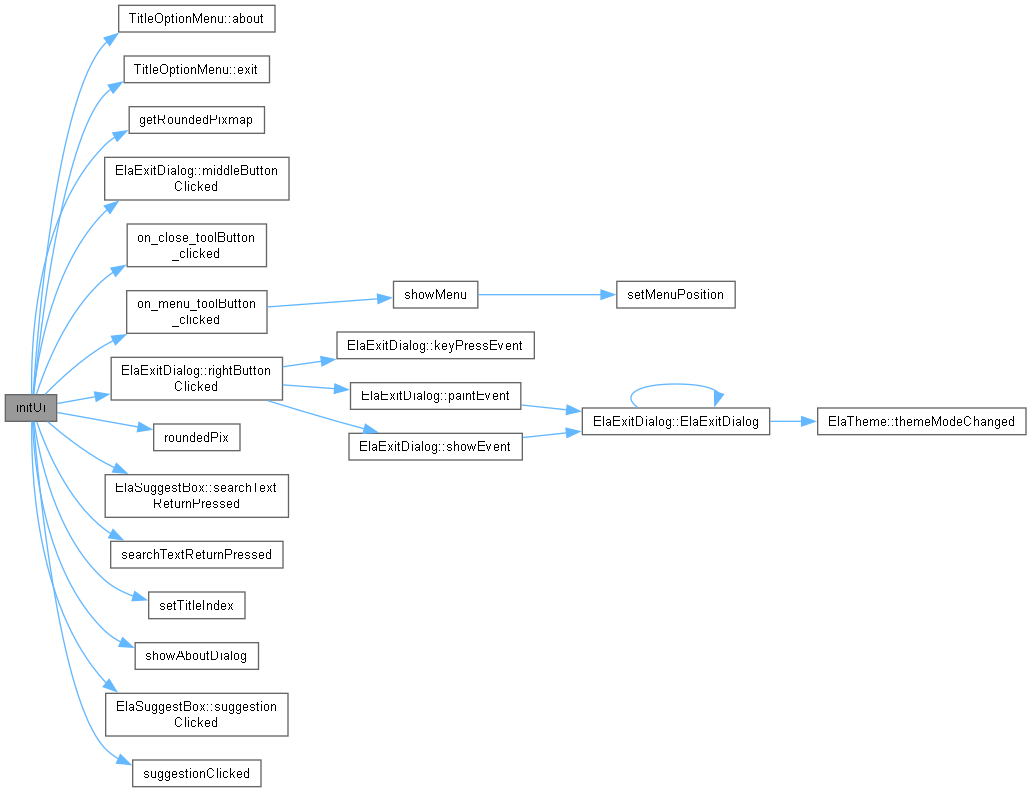 TitleOptionMenu::about
TitleOptionMenu::exit
getRoundedPixmap
ElaExitDialog::middleButton
Clicked
on_close_toolButton
_clicked
on_menu_toolButton
_clicked
showMenu
setMenuPosition
ElaExitDialog::rightButton
Clicked
ElaExitDialog::keyPressEvent
ElaExitDialog::paintEvent
ElaExitDialog::showEvent
ElaExitDialog::ElaExitDialog
ElaTheme::themeModeChanged
initUi
roundedPix
ElaSuggestBox::searchText
ReturnPressed
searchTextReturnPressed
setTitleIndex
showAboutDialog
ElaSuggestBox::suggestion
Clicked
suggestionClicked